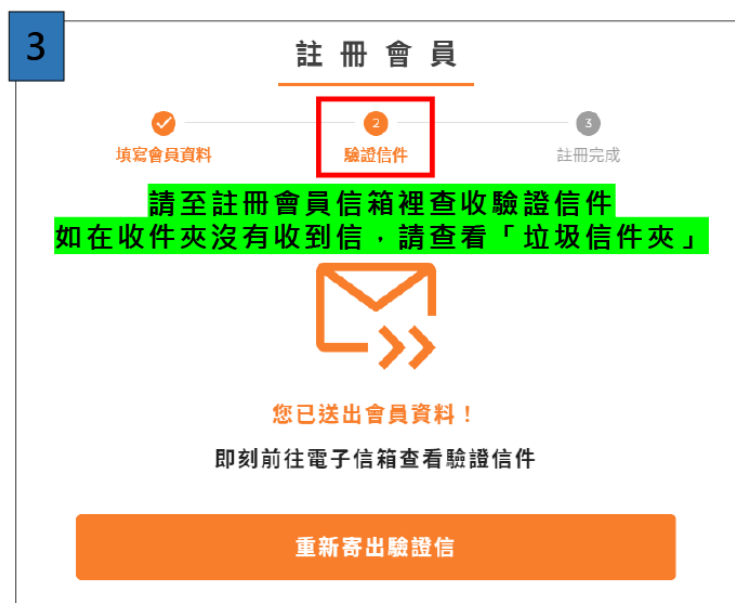 3
註冊會員
2
3
填寫會員資料
驗證信件
註冊完成
請至註冊會員信箱裡查收驗證信件
如在收件夾沒有收到信，請查看「垃圾信件夾」
您已送出會員資料！
即刻前往電子信箱查看驗證信件
重新寄出驗證信